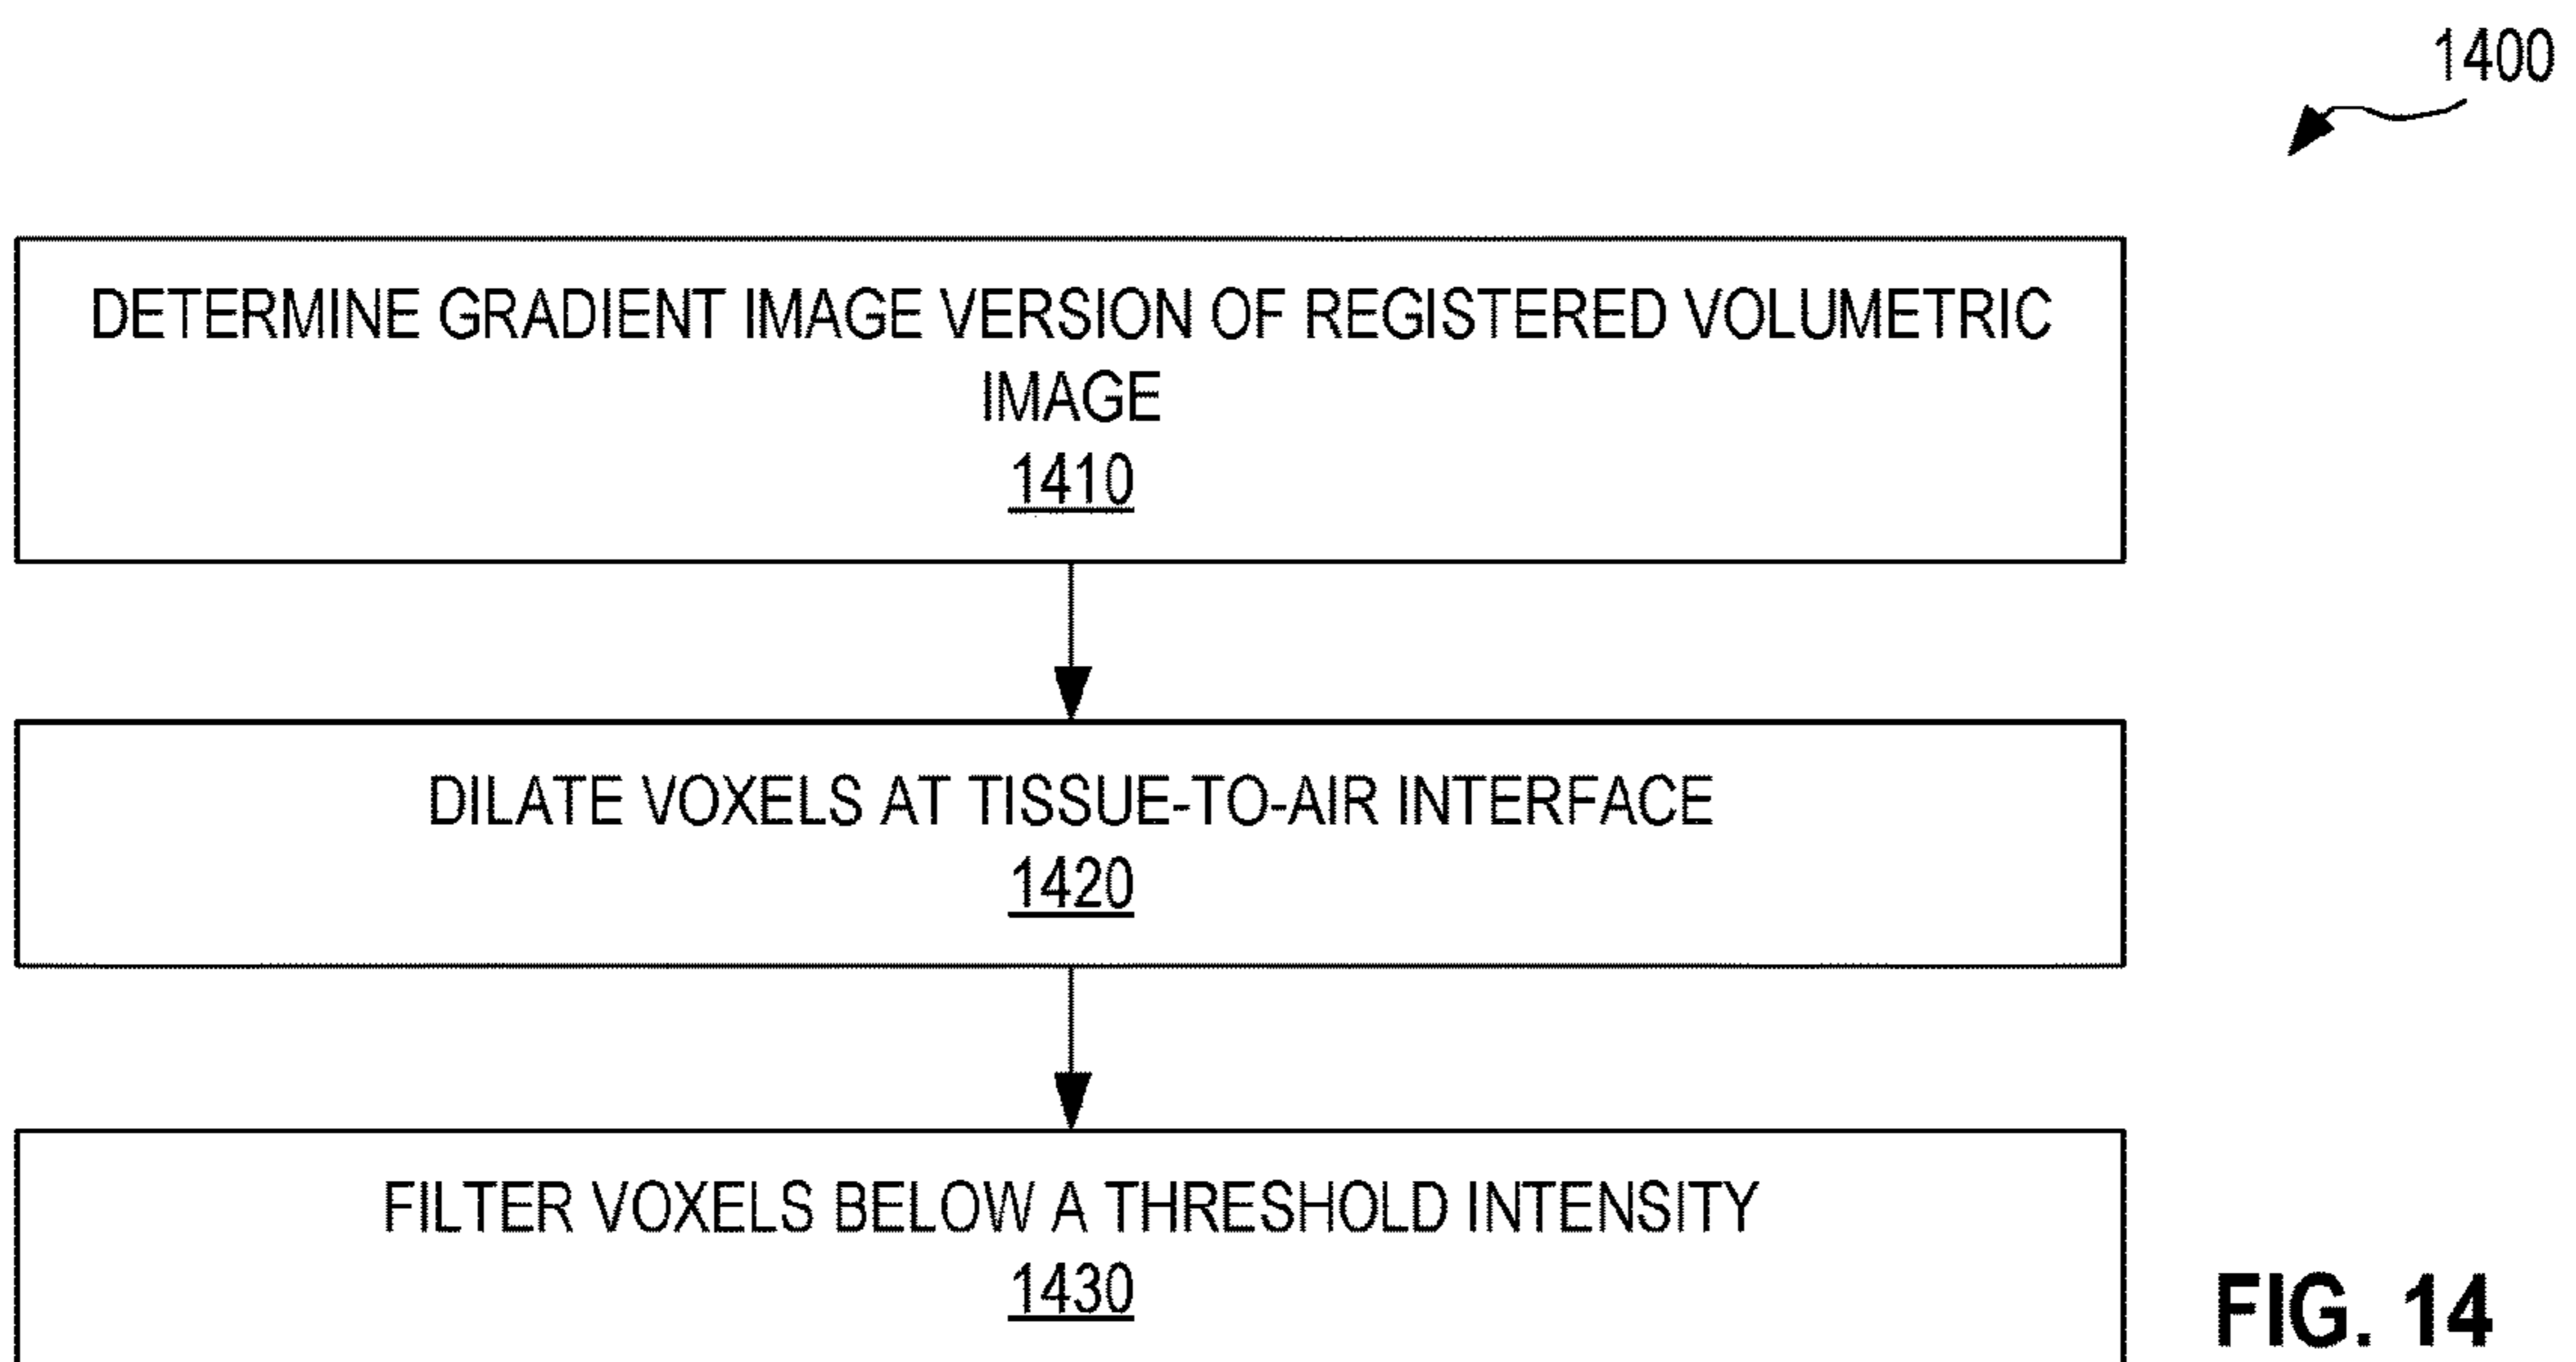 1400
DETERMINE GRADIENT IMAGE VERSION OF REGISTERED VOLUMETRIC
IMAGE
1410
DILATE VOXELS AT TISSUE-TO-AIR INTERFACE
1420
FILTER VOXELS BELOW A THRESHOLD INTENSITY
1430
FIG. 14